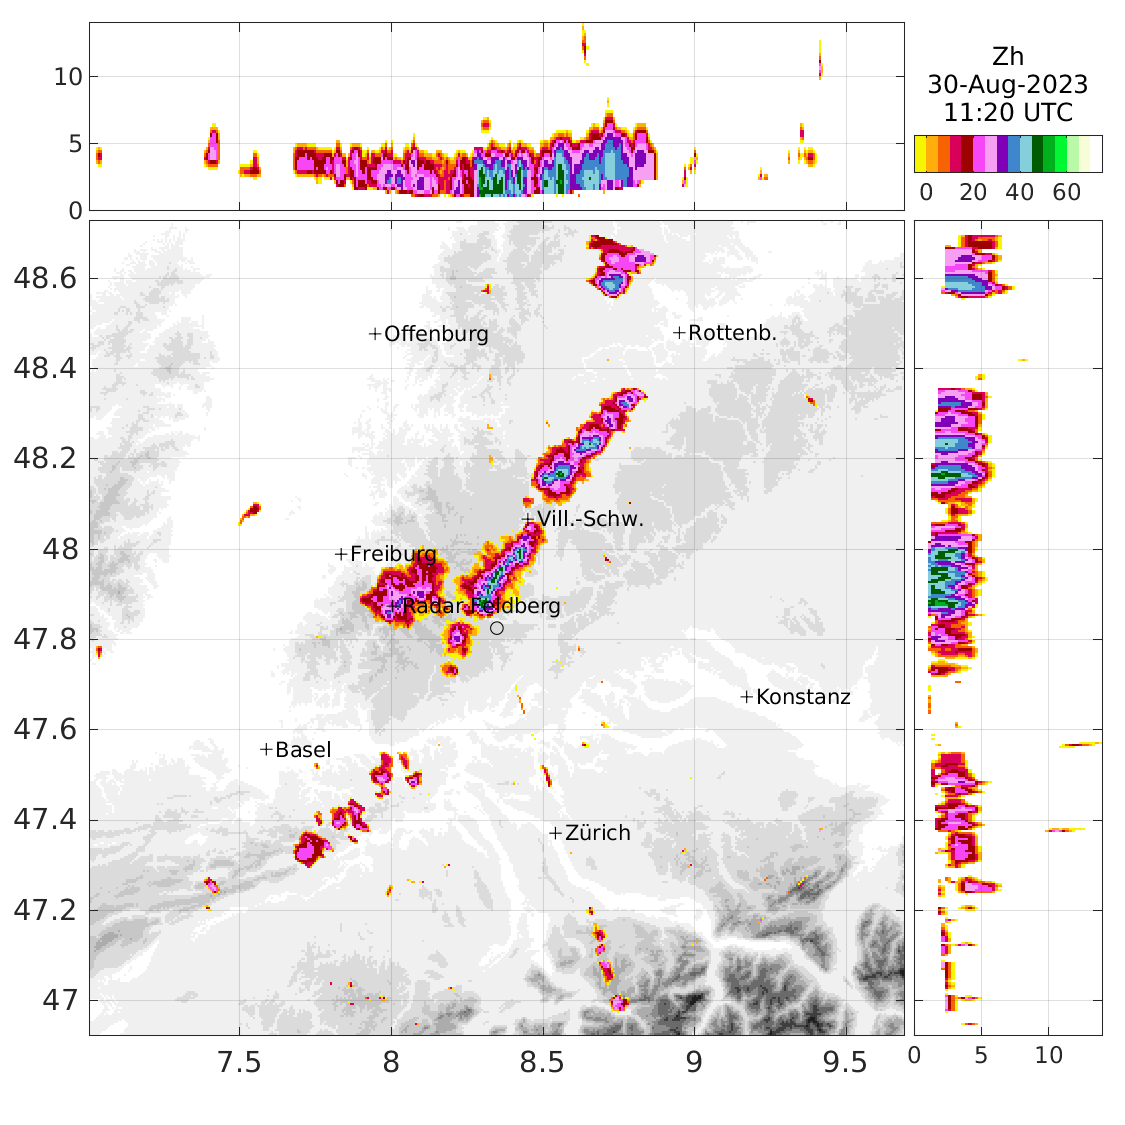 10
5
0
Zh
30-Aug-2023
11:20 UTC
0 20 40 60
48.6
48.4
48.2
48
47.8
47.6
47.4
47.2
47
+Offenburg
+Rottenb.
+Vill.-Schw.
+Freiburg
+Radar Feldberg
+Konstanz
+Basel
+Zürich
7.5 8 8.5 9 9.5
0 5 10